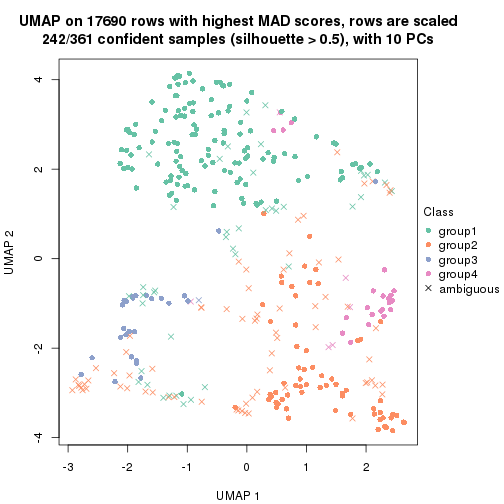 UMAP on 17690 rows with highest MAD scores, rows are scaled
242/361 confident samples (silhouette > 0.5), with 10 PCs
4
2
0
-2
-4
UMAP 2
-3
-2
-1
0
1
2
UMAP 1
Class
group1
group2
group3
group4
ambiguous